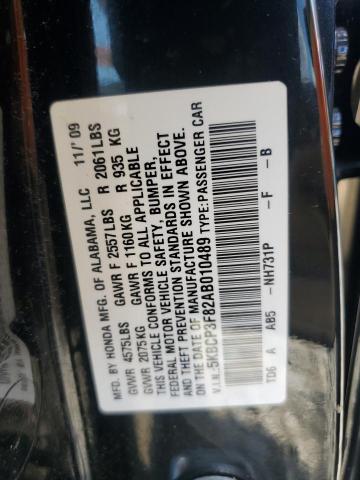 MFD. BY HONDA MFG. OF ALABAMA, LLC 11/'09
GVWR 4575LBS GAWR F 2557LBS R 2061LBS
GVWR 2075KG GAWR F 1160KG R 935 KG
THIS VEHICLE CONFORMS TO ALL APPLICABLE
FEDERAL MOTOR VEHICLE SAFETY, BUMPER,
AND THEFT PREVENTION STANDARDS IN EFFECT
ON THE DATE OF MANUFACTURE SHOWN ABOVE.
V.I.N.:5KBCP3F82AB010489 TYPE:PASSENGER CAR
TD6 A AB5 -NH731P -F -B